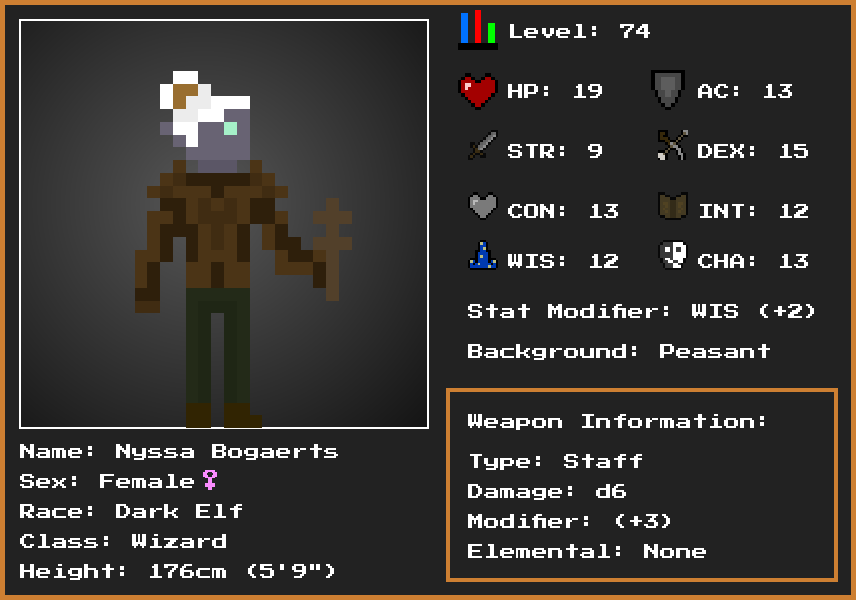 Level: 74
HP: 19
AC: 13
STR: 9
DEX: 15
CON: 13
INT: 12
WIS: 12
CHA: 13
Stat Modifier: WIS (+2)
Background: Peasant
Weapon Information:
Type: Staff
Damage: d6
Modifier: (+3)
Elemental: None
Name: Nyssa Bogaerts
Sex: Female♀
Race: Dark Elf
Class: Wizard
Height: 176cm (5'9")